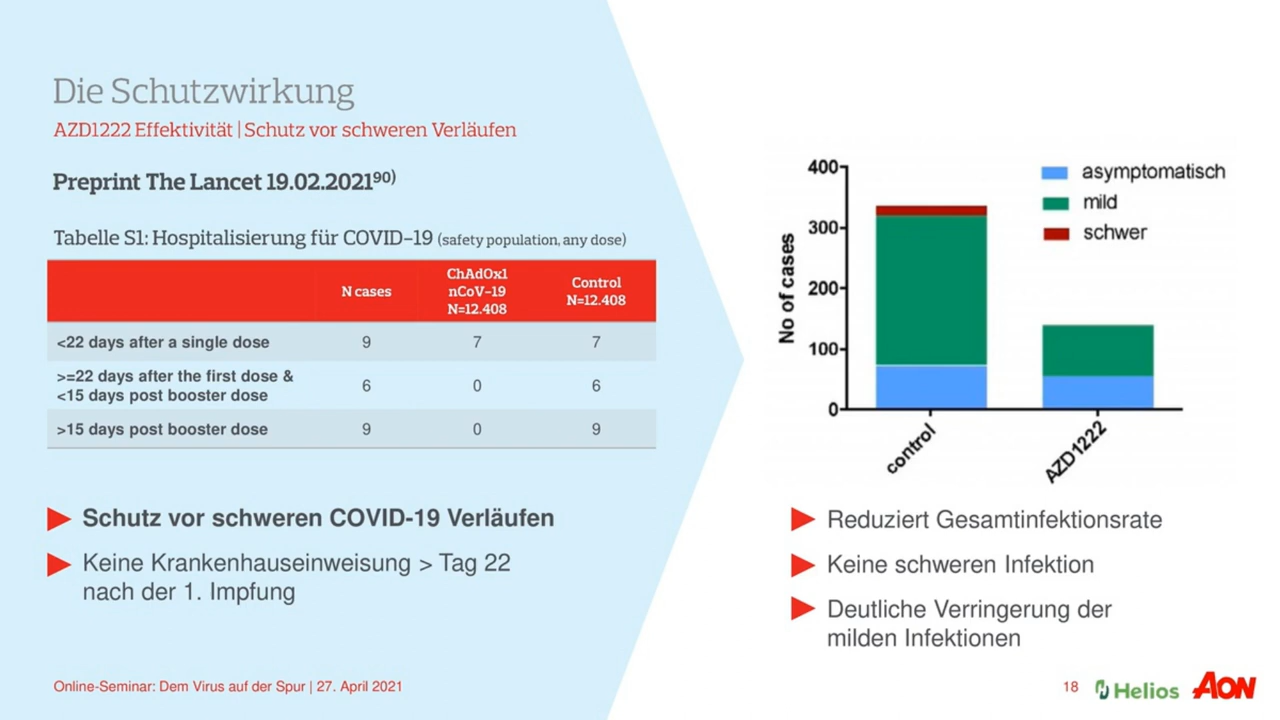 Die Schutzwirkung
AZD1222 Effektivität | Schutz vor schweren Verläufen
Preprint The Lancet 19.02.2021⁹⁰⁾
Tabelle S1: Hospitalisierung für COVID-19 (safety population, any dose)
N cases
ChAdOx1
nCoV-19
N=12.408
Control
N=12.408
<22 days after a single dose 9 7 7
>=22 days after the first dose &
<15 days post booster dose 6 0 6
>15 days post booster dose 9 0 9
Schutz vor schweren COVID-19 Verläufen
Keine Krankenhauseinweisung > Tag 22
nach der 1. Impfung
No of cases
400
300
200
100
0
asymptomatisch
mild
schwer
control
AZD1222
Reduziert Gesamtinfektionsrate
Keine schweren Infektion
Deutliche Verringerung der
milden Infektionen
Online-Seminar: Dem Virus auf der Spur | 27. April 2021
18
Helios
AON